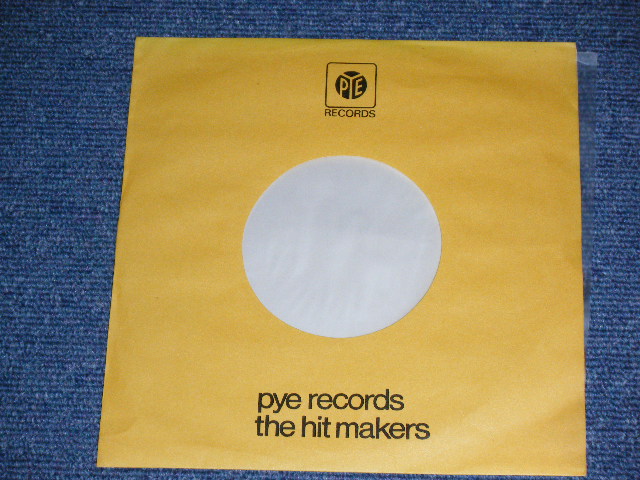 PYE
RECORDS
pye records
the hit makers